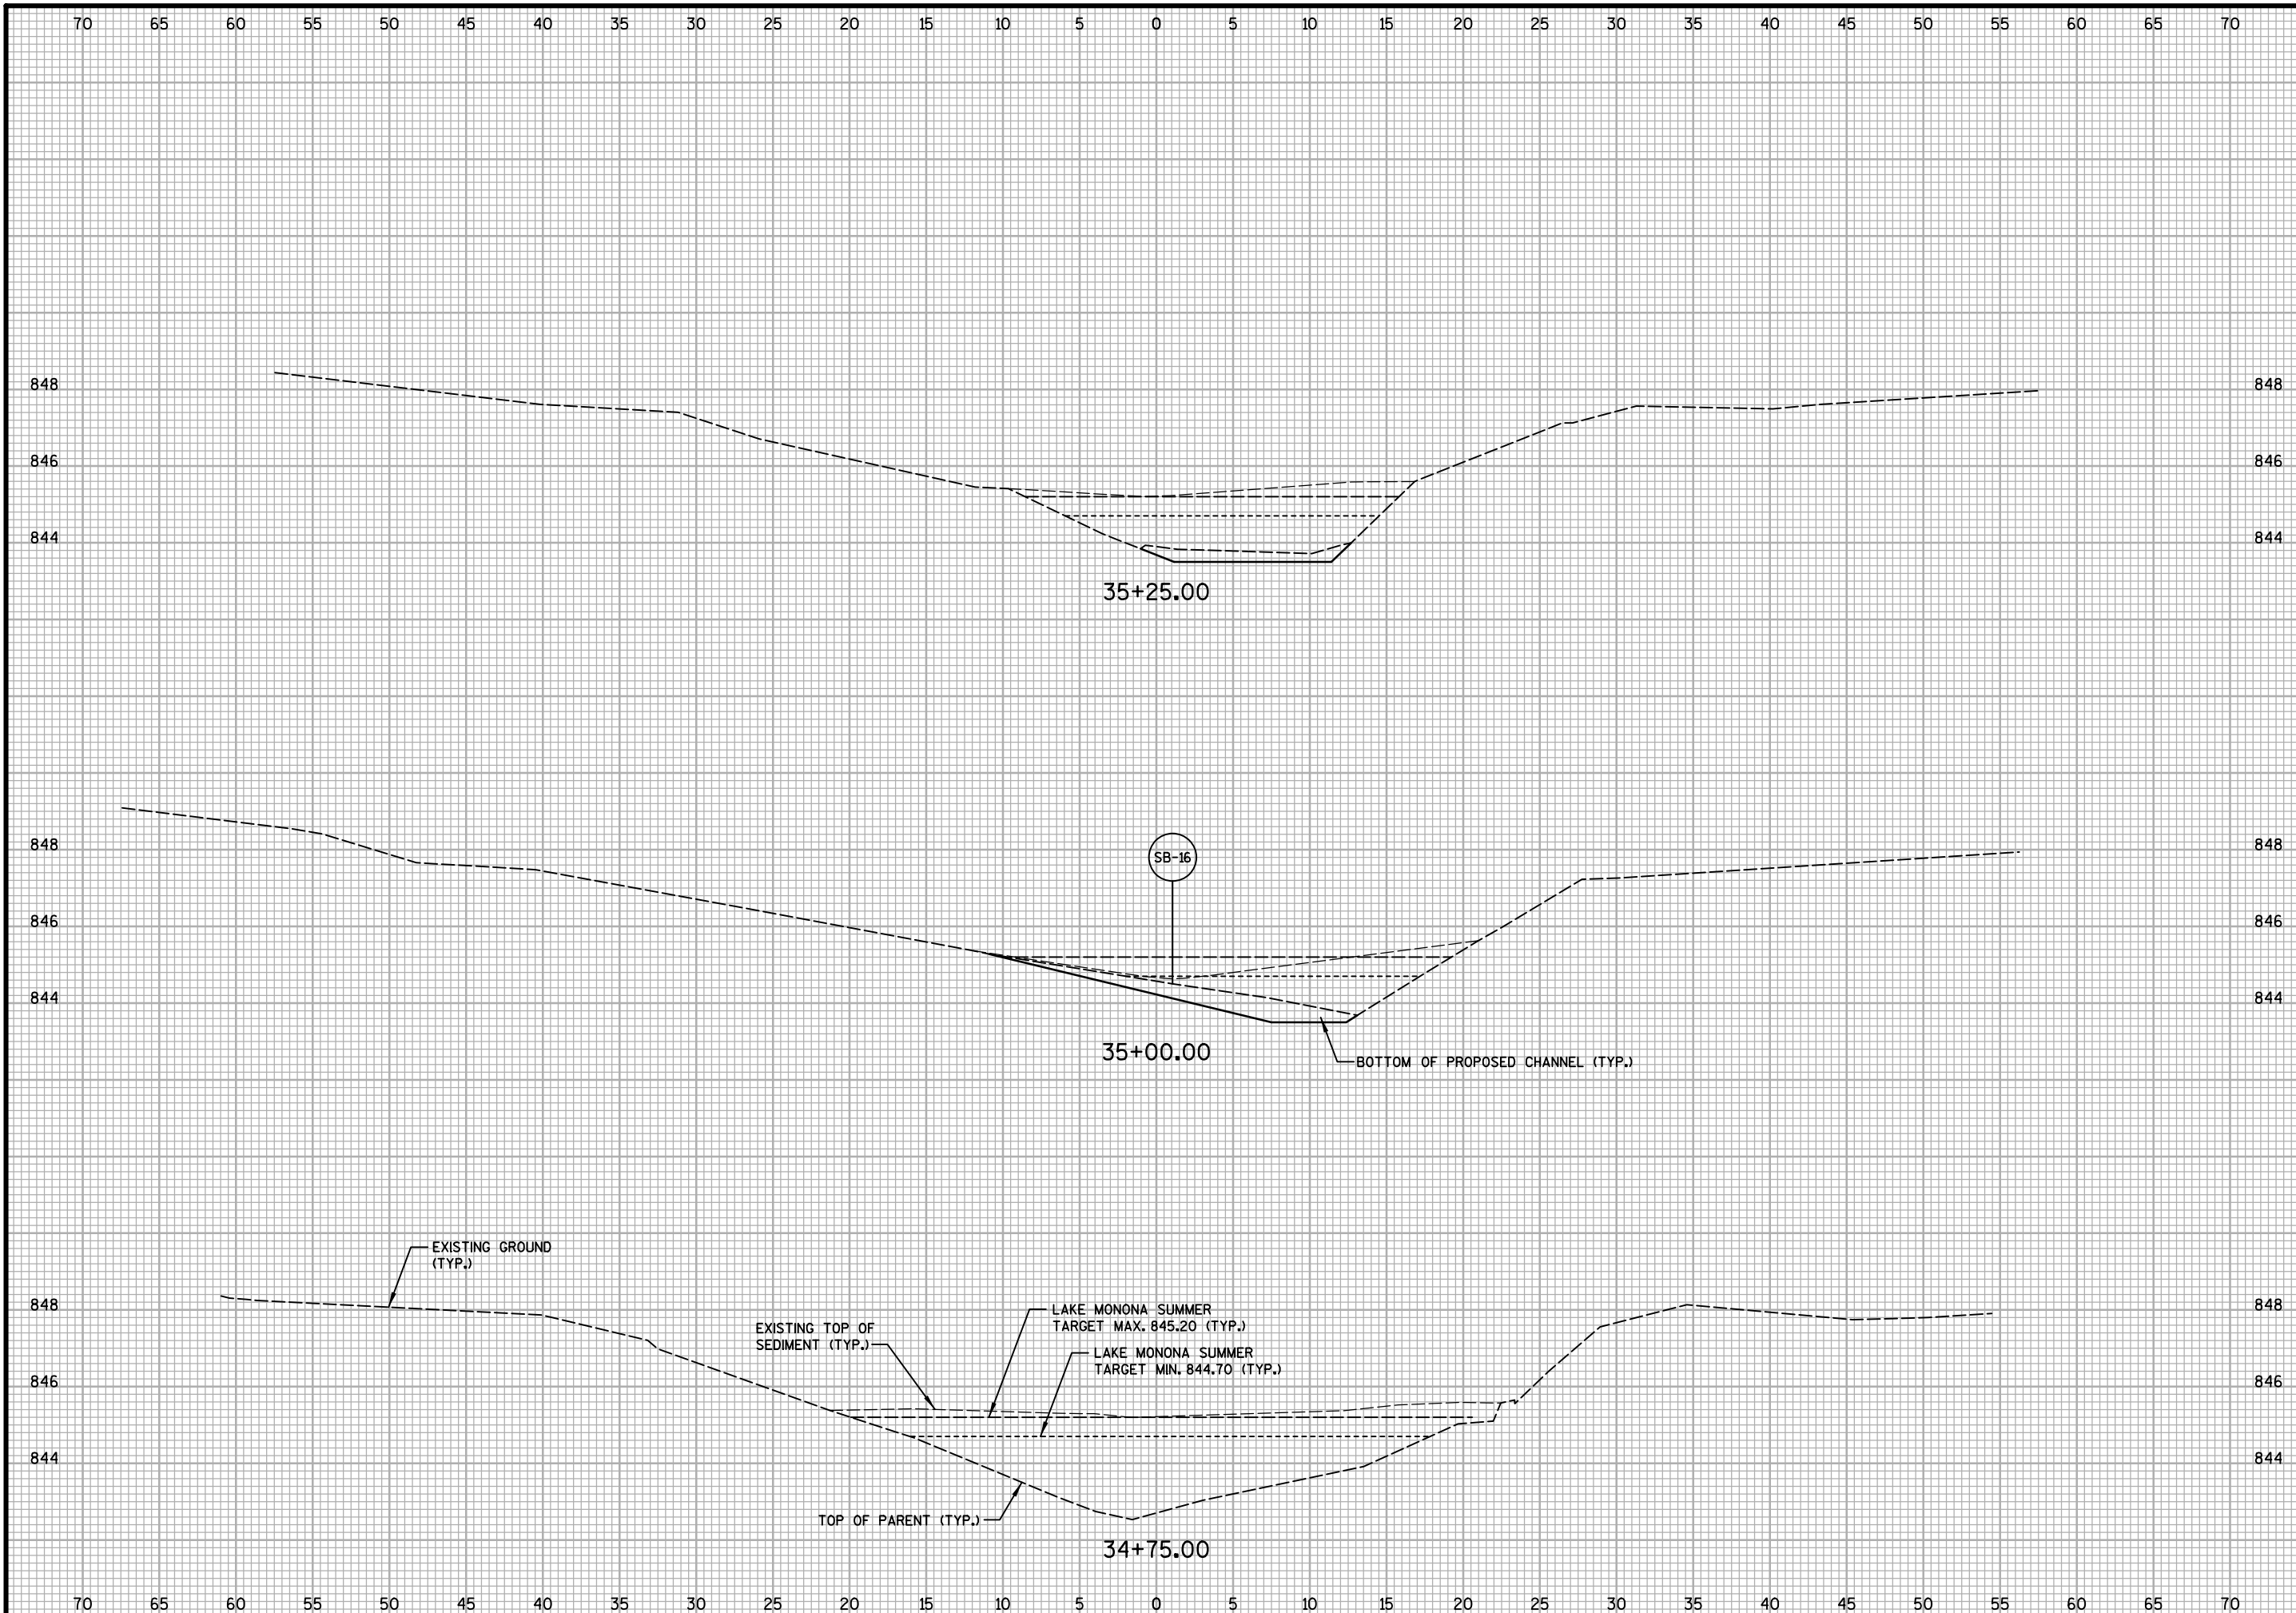 70 65 60 55 50 45 40 35 30 25 20 15 10 5 0 5 10 15 20 25 30 35 40 45 50 55 60 65 70
848 848
846 846
844 844
35+25.00
848 848
SB-16
846 846
844 844
35+00.00
BOTTOM OF PROPOSED CHANNEL (TYP.)
EXISTING GROUND
(TYP.)
848 848
LAKE MONONA SUMMER
TARGET MAX. 845.20 (TYP.)
EXISTING TOP OF
SEDIMENT (TYP.)
LAKE MONONA SUMMER
TARGET MIN. 844.70 (TYP.)
846 846
844 844
TOP OF PARENT (TYP.)
34+75.00
70 65 60 55 50 45 40 35 30 25 20 15 10 5 0 5 10 15 20 25 30 35 40 45 50 55 60 65 70